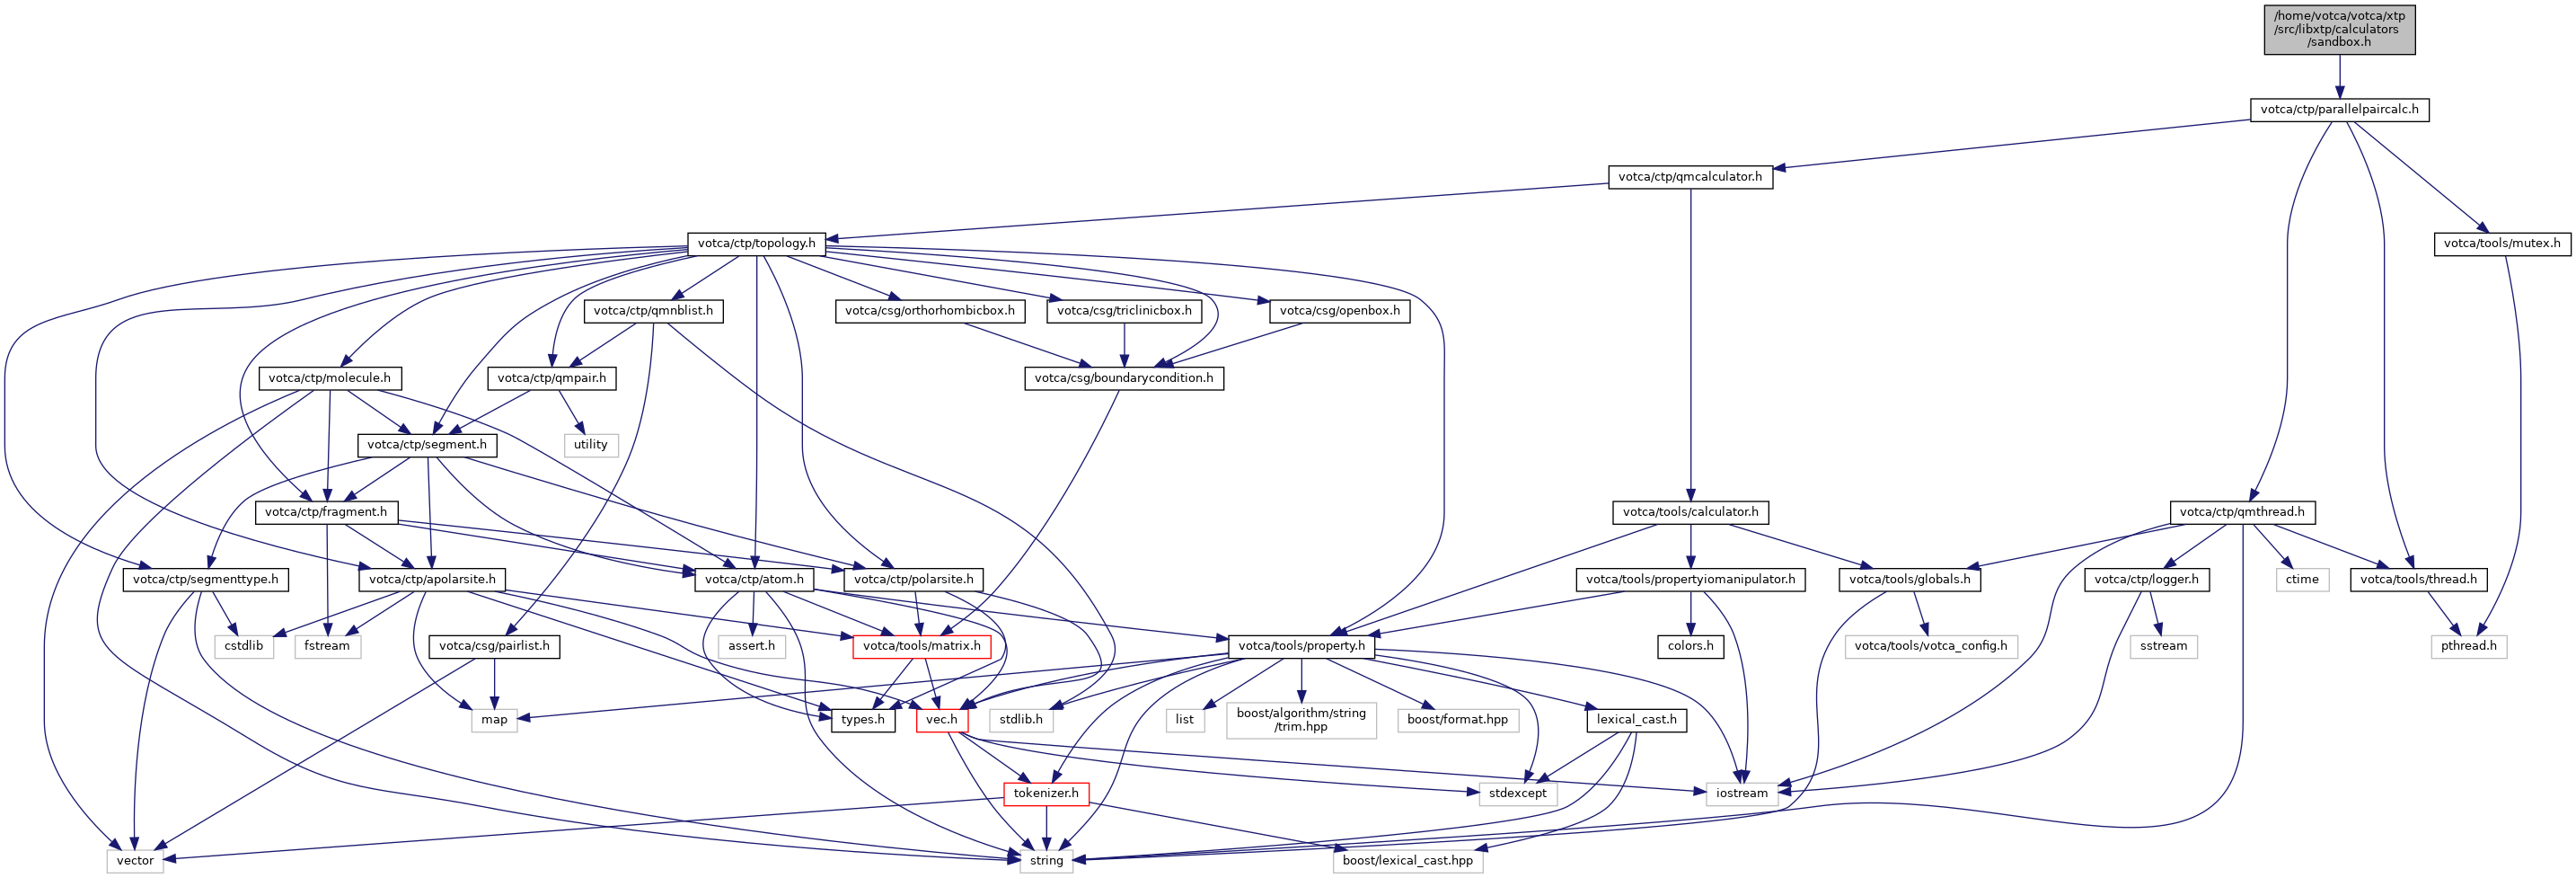 /home/votca/votca/xtp
/src/libxtp/calculators
/sandbox.h
votca/ctp/parallelpaircalc.h
votca/ctp/qmcalculator.h
votca/ctp/topology.h
votca/tools/mutex.h
votca/ctp/qmnblist.h
votca/csg/orthorhombicbox.h
votca/csg/triclinicbox.h
votca/csg/openbox.h
votca/ctp/molecule.h
votca/ctp/qmpair.h
votca/csg/boundarycondition.h
votca/ctp/segment.h
utility
votca/ctp/fragment.h
votca/tools/calculator.h
votca/ctp/qmthread.h
votca/ctp/segmenttype.h
votca/ctp/apolarsite.h
votca/ctp/atom.h
votca/ctp/polarsite.h
votca/tools/propertyiomanipulator.h
votca/tools/globals.h
votca/ctp/logger.h
ctime
votca/tools/thread.h
cstdlib
fstream
votca/csg/pairlist.h
assert.h
votca/tools/matrix.h
votca/tools/property.h
colors.h
votca/tools/votca_config.h
sstream
pthread.h
map
types.h
vec.h
stdlib.h
list
boost/algorithm/string
/trim.hpp
boost/format.hpp
lexical_cast.h
tokenizer.h
stdexcept
iostream
vector
string
boost/lexical_cast.hpp